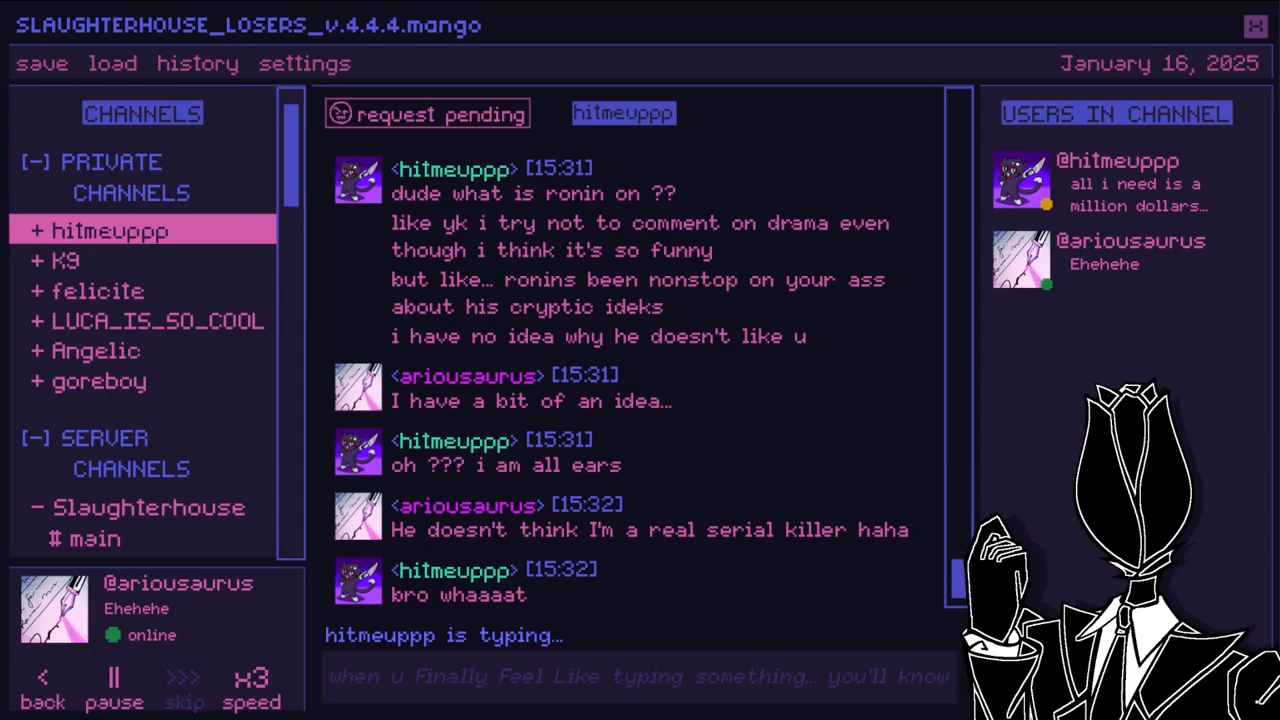 SLAUGHTERHOUSE_LOSERS_v.4.4.4.mango
X
save load history settings
January 16, 2025
CHANNELS
[-] PRIVATE
CHANNELS
+ hitmeuppp
+ K9
+ felicite
+ LUCA_IS_SO_COOL
+ Angelic
+ goreboy
[-] SERVER
CHANNELS
- Slaughterhouse
# main
@ariousaurus
Ehehehe
online
< || >>> x3
back pause skip speed
request pending
hitmeuppp
<hitmeuppp> [15:31]
dude what is ronin on ??
like yk i try not to comment on drama even
though i think it's so funny
but like... ronins been nonstop on your ass
about his cryptic ideks
i have no idea why he doesn't like u
<ariousaurus> [15:31]
I have a bit of an idea...
<hitmeuppp> [15:31]
oh ??? i am all ears
<ariousaurus> [15:32]
He doesn't think I'm a real serial killer haha
<hitmeuppp> [15:32]
bro whaaaat
hitmeuppp is typing...
when u Finally Feel Like typing something... you'll know
USERS IN CHANNEL
@hitmeuppp
all i need is a
million dollars...
@ariousaurus
Ehehehe